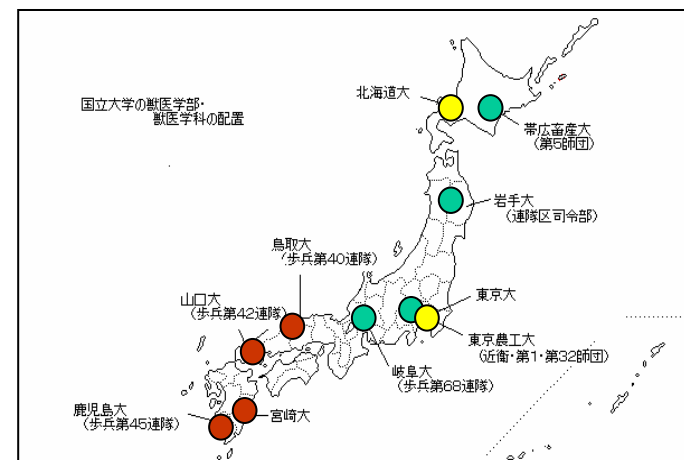 国立大学の獣医学部・
獣医学科の配置
北海道大
帯広畜産大
(第5師団)
岩手大
(連隊区司令部)
鳥取大
(歩兵第40連隊)
山口大
(歩兵第42連隊)
東京大
東京農工大
(近衛・第1・第32師団)
岐阜大
(歩兵第68連隊)
鹿児島大
(歩兵第45連隊)
宮崎大